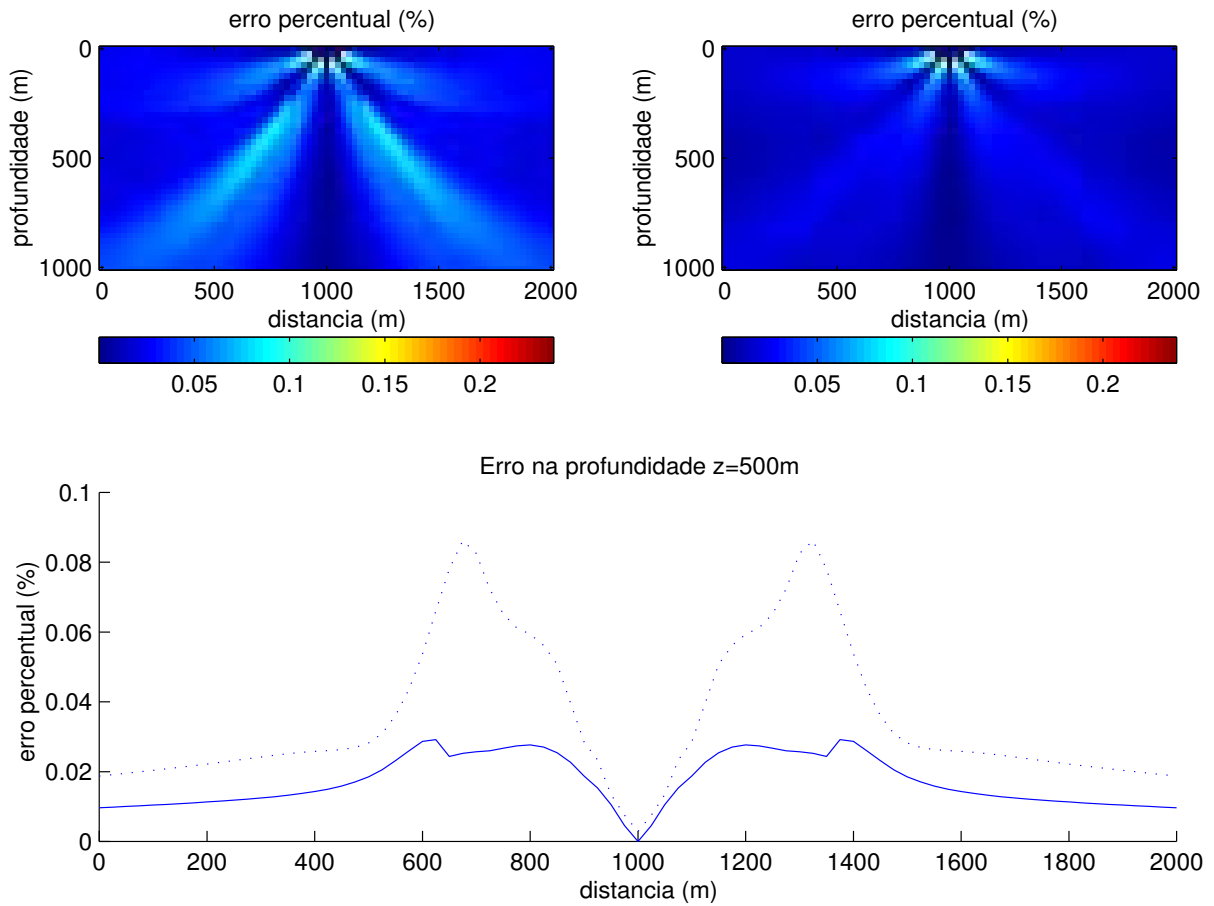 erro percentual (%)
0
500
1000
profundidade (m)
0 500 1000 1500 2000
distancia (m)
0.05 0.1 0.15 0.2
erro percentual (%)
0
500
1000
profundidade (m)
0 500 1000 1500 2000
distancia (m)
0.05 0.1 0.15 0.2
Erro na profundidade z=500m
0.1
0.08
0.06
0.04
0.02
0
erro percentual (%)
0 200 400 600 800 1000 1200 1400 1600 1800 2000
distancia (m)